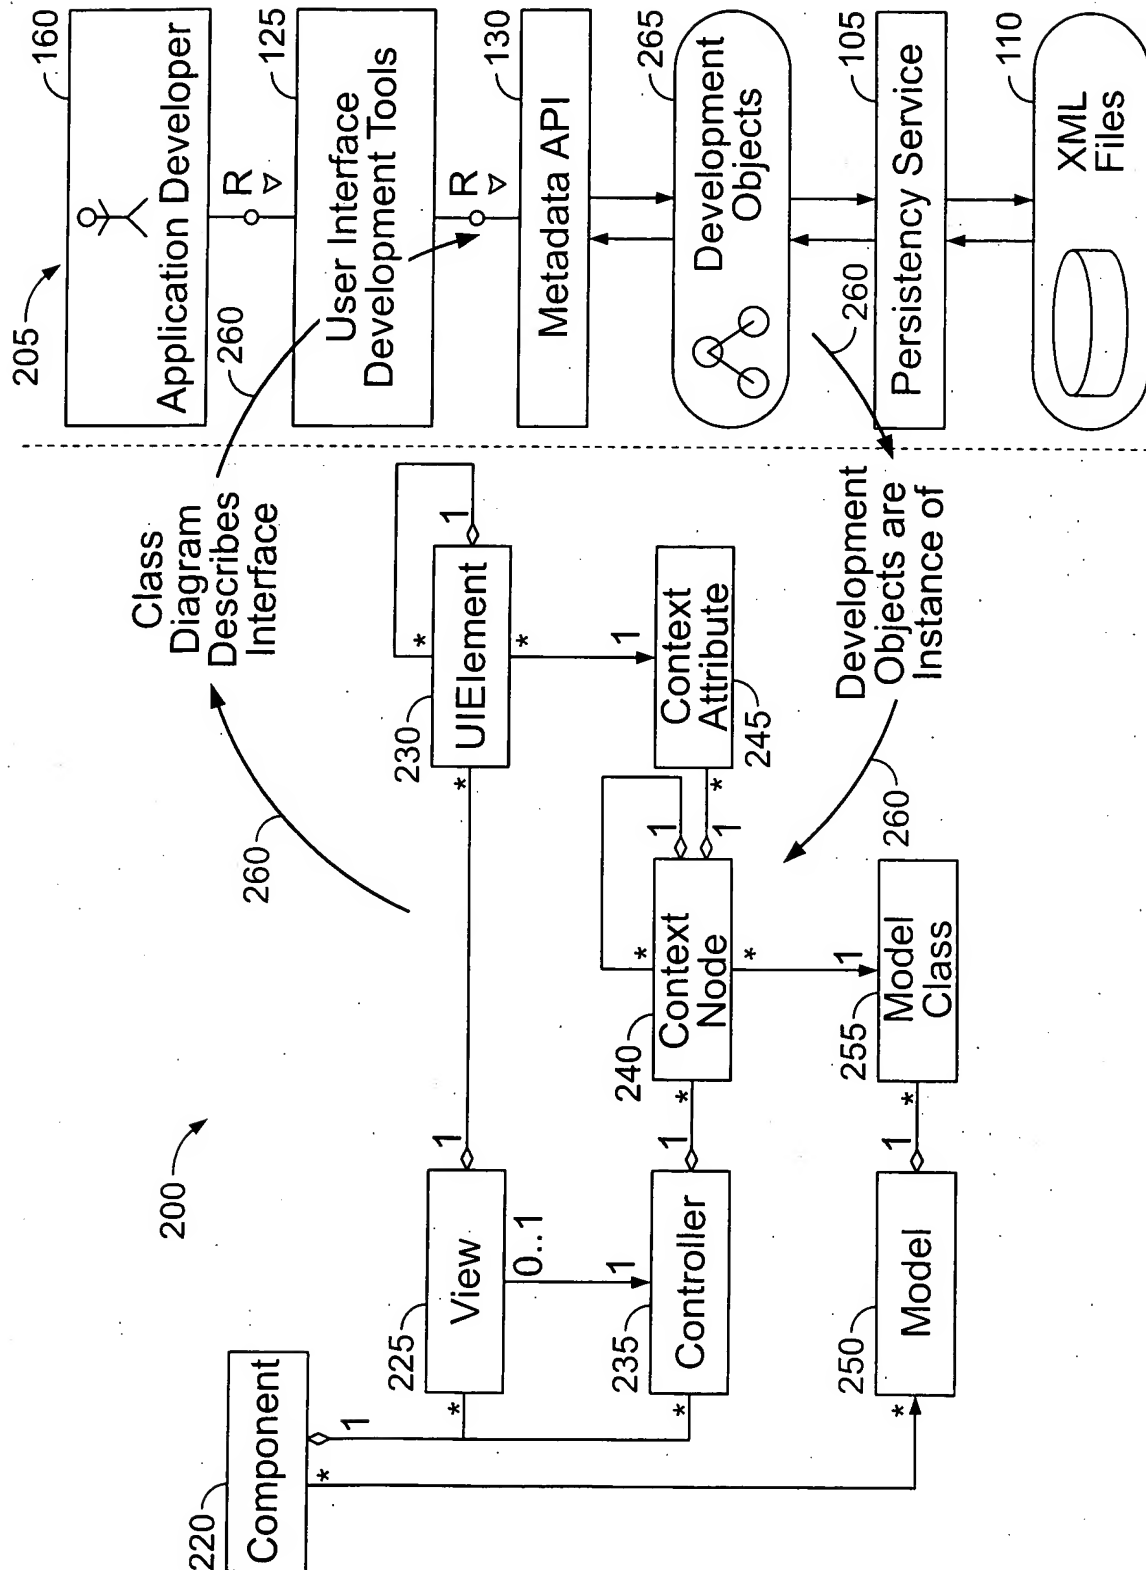 205
160
Application Developer
R
260
125
User Interface
Development Tools
R
130
Metadata API
265
Development
Objects
260
105
Persistency Service
110
XML
Files
Class
Diagram
Describes
Interface
260
Development
Objects are
Instance of
260
200
220
Component
1
*
*
*
*
225
View
1
*
0..1
1
230
UIElement
1
*
*
1
235
Controller
1
*
240
Context
Node
1
*
1
*
*
1
245
Context
Attribute
250
Model
1
*
255
Model
Class